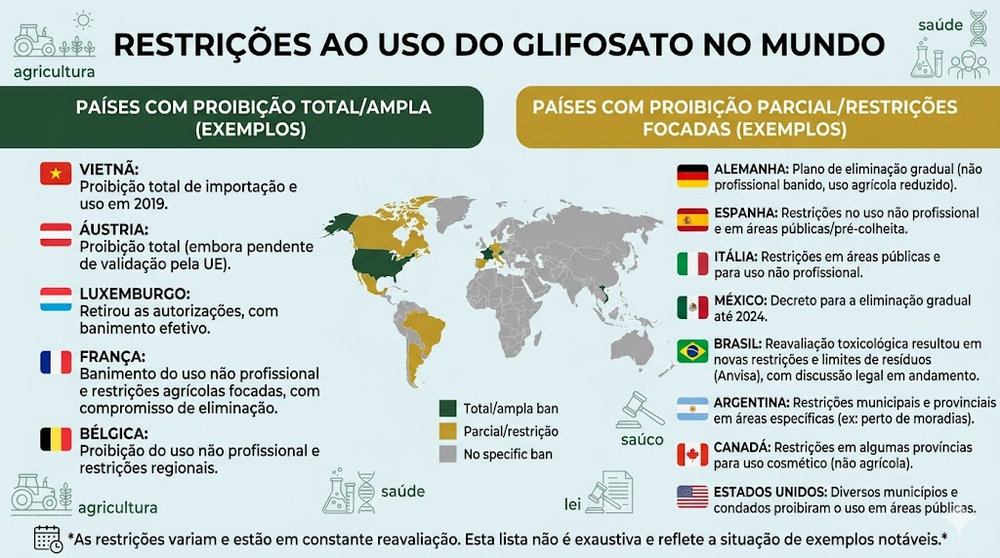 RESTRIÇÕES AO USO DO GLIFOSATO NO MUNDO
agricultura
saúde
PAÍSES COM PROIBIÇÃO TOTAL/AMPLA
(EXEMPLOS)
VIETNÃ:
Proibição total de importação e
uso em 2019.
ÁUSTRIA:
Proibição total (embora pendente
de validação pela UE).
LUXEMBURGO:
Retirou as autorizações, com
banimento efetivo.
FRANÇA:
Banimento do uso não profissional
e restrições agrícolas focadas, com
compromisso de eliminação.
BÉLGICA:
Proibição do uso não profissional e
restrições regionais.
agricultura
saúde
Total/ampla ban
Parcial/restrição
No specific ban
saúco
lei
PAÍSES COM PROIBIÇÃO PARCIAL/RESTRIÇÕES
FOCADAS (EXEMPLOS)
ALEMANHA: Plano de eliminação gradual (não
profissional banido, uso agrícola reduzido).
ESPANHA: Restrições no uso não profissional
e em áreas públicas/pré-colheita.
ITÁLIA: Restrições em áreas públicas e
para uso não profissional.
MÉXICO: Decreto para a eliminação gradual
até 2024.
BRASIL: Reavaliação toxicológica resultou em
novas restrições e limites de resíduos
(Anvisa), com discussão legal em andamento.
ARGENTINA: Restrições municipais e provinciais
em áreas específicas (ex: perto de moradias).
CANADÁ: Restrições em algumas províncias
para uso cosmético (não agrícola).
ESTADOS UNIDOS: Diversos municípios e
condados proibiram o uso em áreas públicas.
*As restrições variam e estão em constante reavaliação. Esta lista não é exaustiva e reflete a situação de exemplos notáveis.*